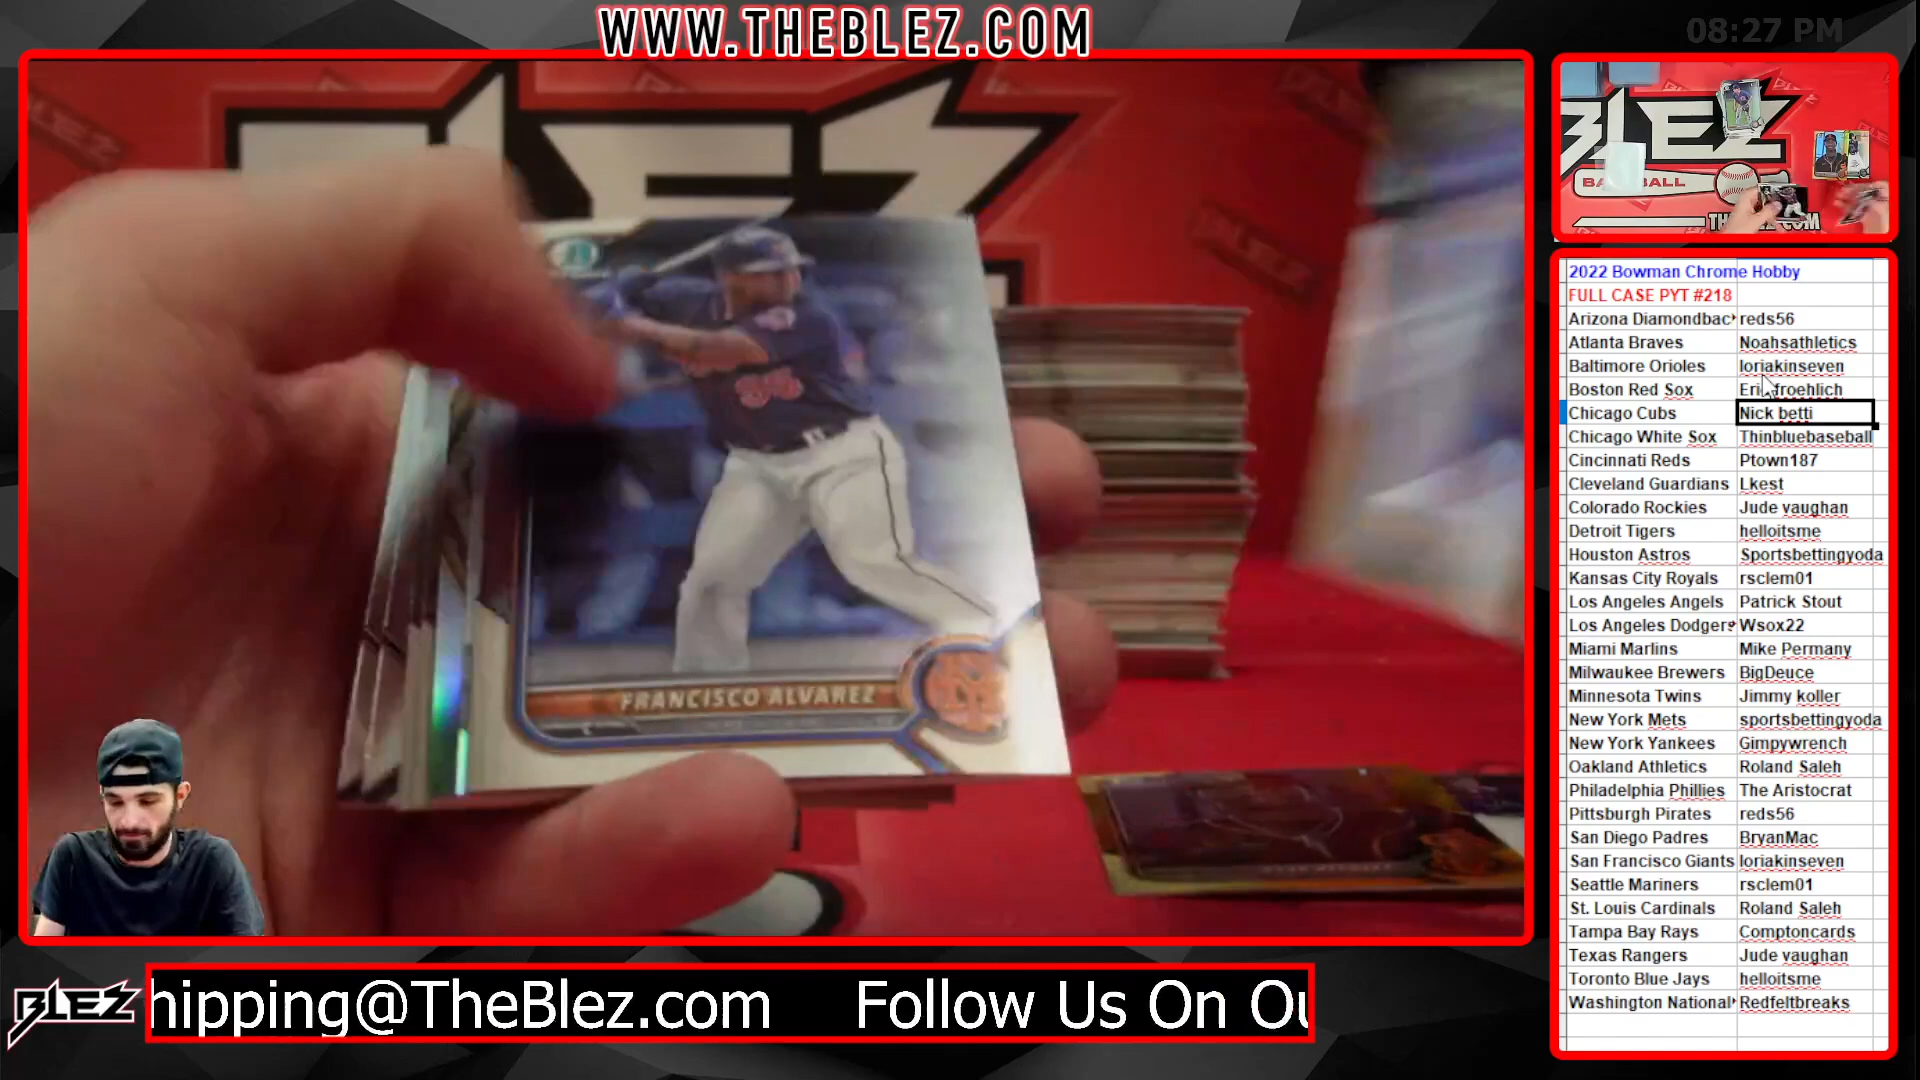 WWW.THEBLEZ.COM
08:27 PM
BLEZ
FRANCISCO ALVAREZ
BLEZ
2022 Bowman Chrome Hobby
FULL CASE PYT #218
Arizona Diamondbac reds56
Atlanta Braves Noahsathletics
Baltimore Orioles loriakinseven
Boston Red Sox Eric froehlich
Chicago Cubs Nick betti
Chicago White Sox Thinbluebaseball
Cincinnati Reds Ptown187
Cleveland Guardians Lkest
Colorado Rockies Jude vaughan
Detroit Tigers helloitsme
Houston Astros Sportsbettingyoda
Kansas City Royals rsclem01
Los Angeles Angels Patrick Stout
Los Angeles Dodgers Wsox22
Miami Marlins Mike Permany
Milwaukee Brewers BigDeuce
Minnesota Twins Jimmy koller
New York Mets sportsbettingyoda
New York Yankees Gimpywrench
Oakland Athletics Roland Saleh
Philadelphia Phillies The Aristocrat
Pittsburgh Pirates reds56
San Diego Padres BryanMac
San Francisco Giants loriakinseven
Seattle Mariners rsclem01
St. Louis Cardinals Roland Saleh
Tampa Bay Rays Comptoncards
Texas Rangers Jude vaughan
Toronto Blue Jays helloitsme
Washington National Redfeltbreaks
BLEZ
hipping@TheBlez.com Follow Us On Ou